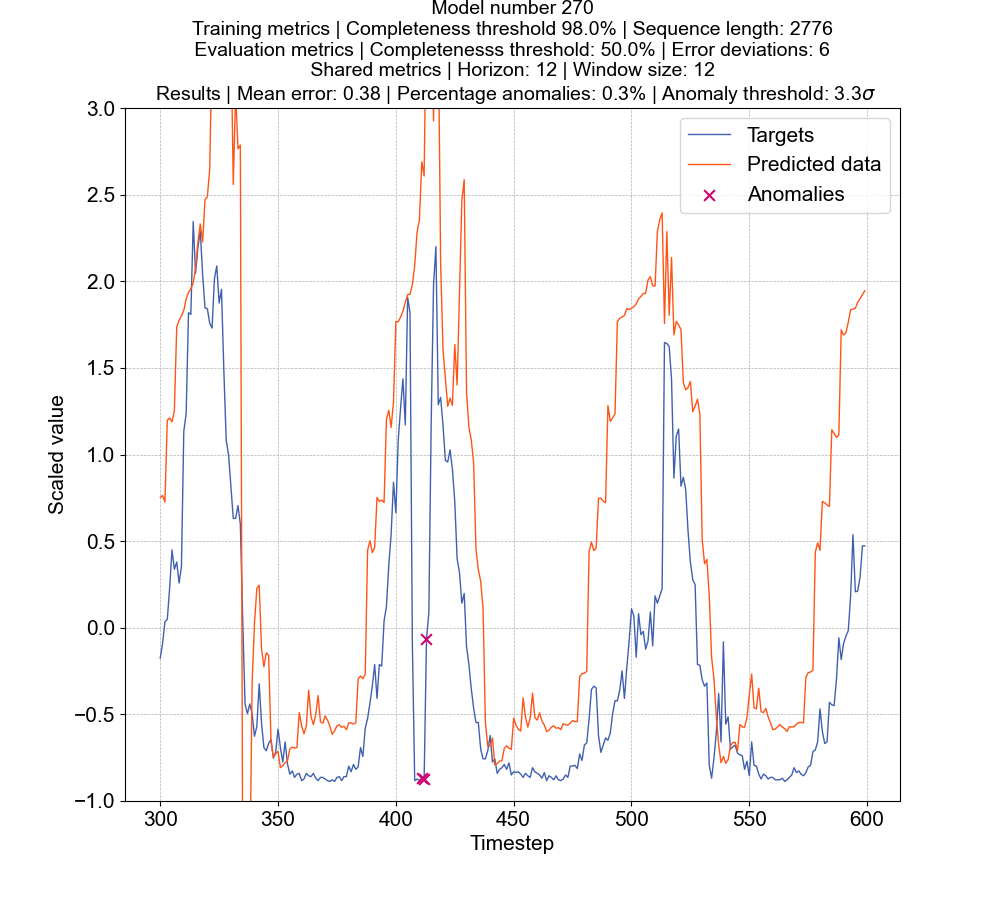 Model number 270
Training metrics | Completeness threshold 98.0% | Sequence length: 2776
Evaluation metrics | Completenesss threshold: 50.0% | Error deviations: 6
Shared metrics | Horizon: 12 | Window size: 12
Results | Mean error: 0.38 | Percentage anomalies: 0.3% | Anomaly threshold: 3.3σ
Targets
Predicted data
Anomalies
3.0
2.5
2.0
1.5
1.0
0.5
0.0
−0.5
−1.0
Scaled value
300
350
400
450
500
550
600
Timestep